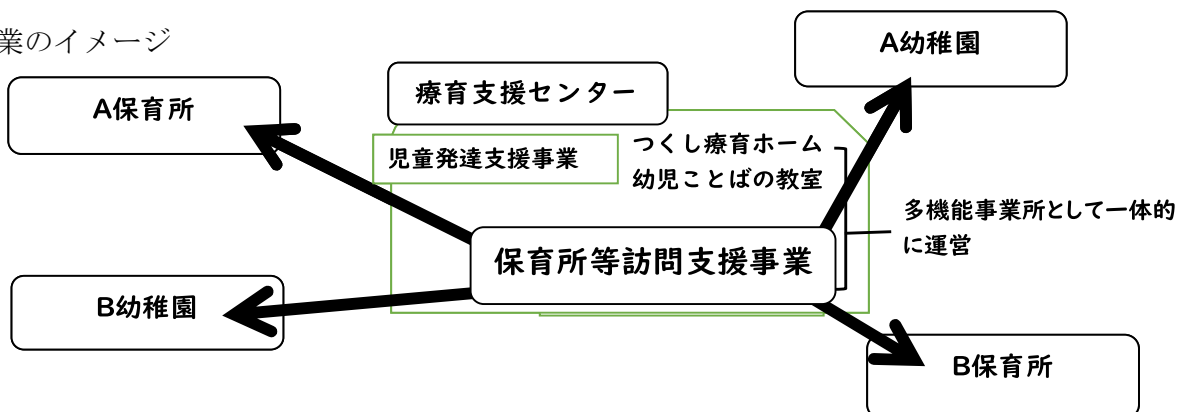 業のイメージ
A幼稚園
療育支援センター
A保育所
児童発達支援事業
つくし療育ホーム
幼児ことばの教室
多機能事業所として一体的
に運営
保育所等訪問支援事業
B幼稚園
B保育所